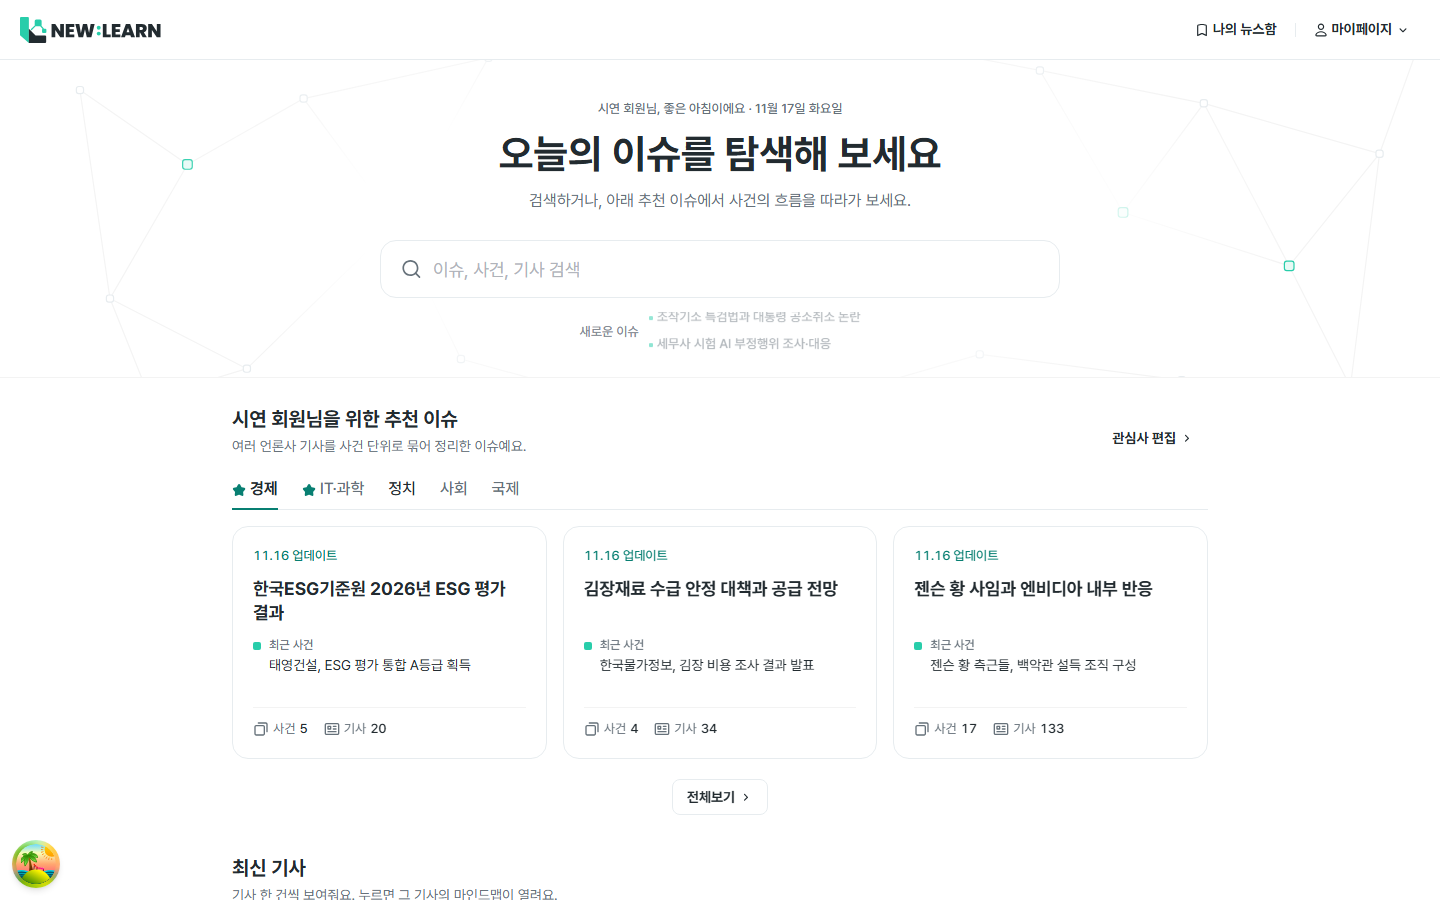 NEW:LEARN
나의 뉴스함
마이페이지
시연 회원님, 좋은 아침이에요 · 11월 17일 화요일
오늘의 이슈를 탐색해 보세요
검색하거나, 아래 추천 이슈에서 사건의 흐름을 따라가 보세요.
이슈, 사건, 기사 검색
새로운 이슈
조작기소 특검법과 대통령 공소취소 논란
세무사 시험 AI 부정행위 조사·대응
시연 회원님을 위한 추천 이슈
여러 언론사 기사를 사건 단위로 묶어 정리한 이슈예요.
관심사 편집
경제 IT·과학 정치 사회 국제
11.16 업데이트
한국ESG기준원 2026년 ESG 평가
결과
최근 사건
태영건설, ESG 평가 통합 A등급 획득
사건 5 기사 20
11.16 업데이트
김장재료 수급 안정 대책과 공급 전망
최근 사건
한국물가정보, 김장 비용 조사 결과 발표
사건 4 기사 34
11.16 업데이트
젠슨 황 사임과 엔비디아 내부 반응
최근 사건
젠슨 황 측근들, 백악관 설득 조직 구성
사건 17 기사 133
전체보기
최신 기사
기사 한 건씩 보여줘요. 누르면 그 기사의 마인드맵이 열려요.